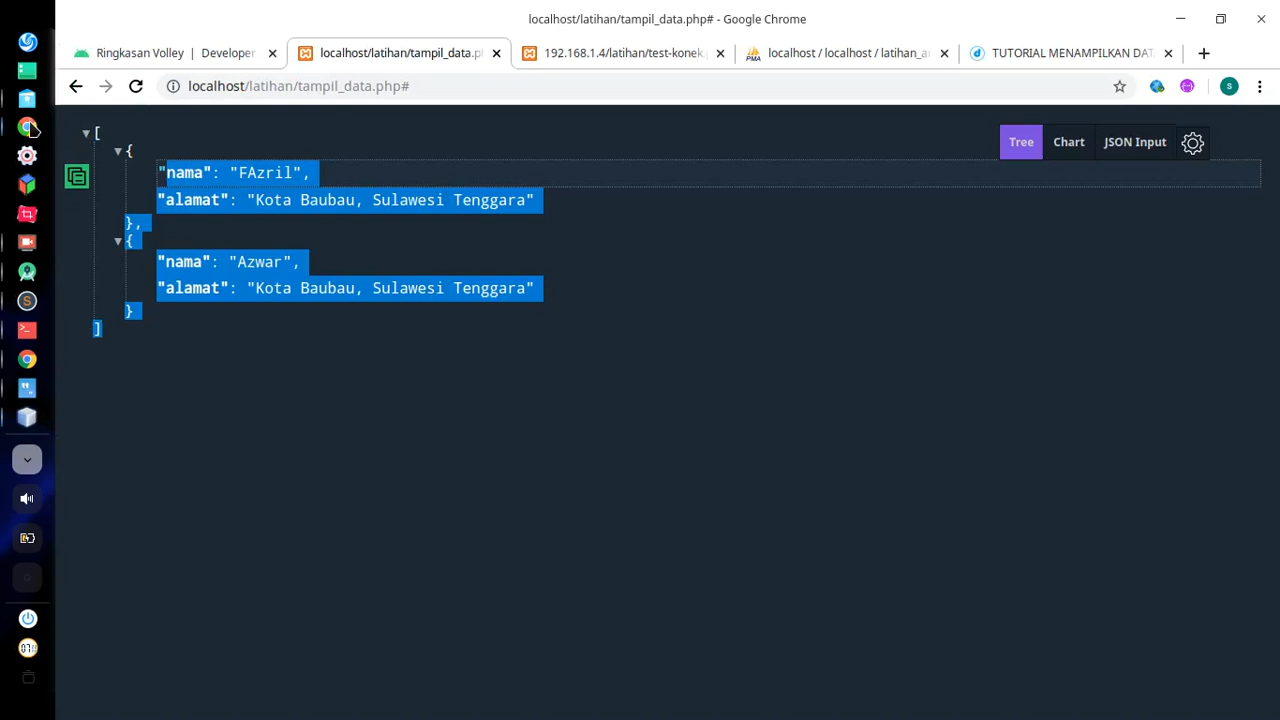 localhost/latihan/tampil_data.php# - Google Chrome
Ringkasan Volley | Developer
localhost/latihan/tampil_data.ph
192.168.1.4/latihan/test-konek.
localhost / localhost / latihan_a
TUTORIAL MENAMPILKAN DAT
localhost/latihan/tampil_data.php#
S
[
Tree
Chart
JSON Input
{
"nama": "FAzril",
"alamat": "Kota Baubau, Sulawesi Tenggara"
},
{
"nama": "Azwar",
"alamat": "Kota Baubau, Sulawesi Tenggara"
}
]